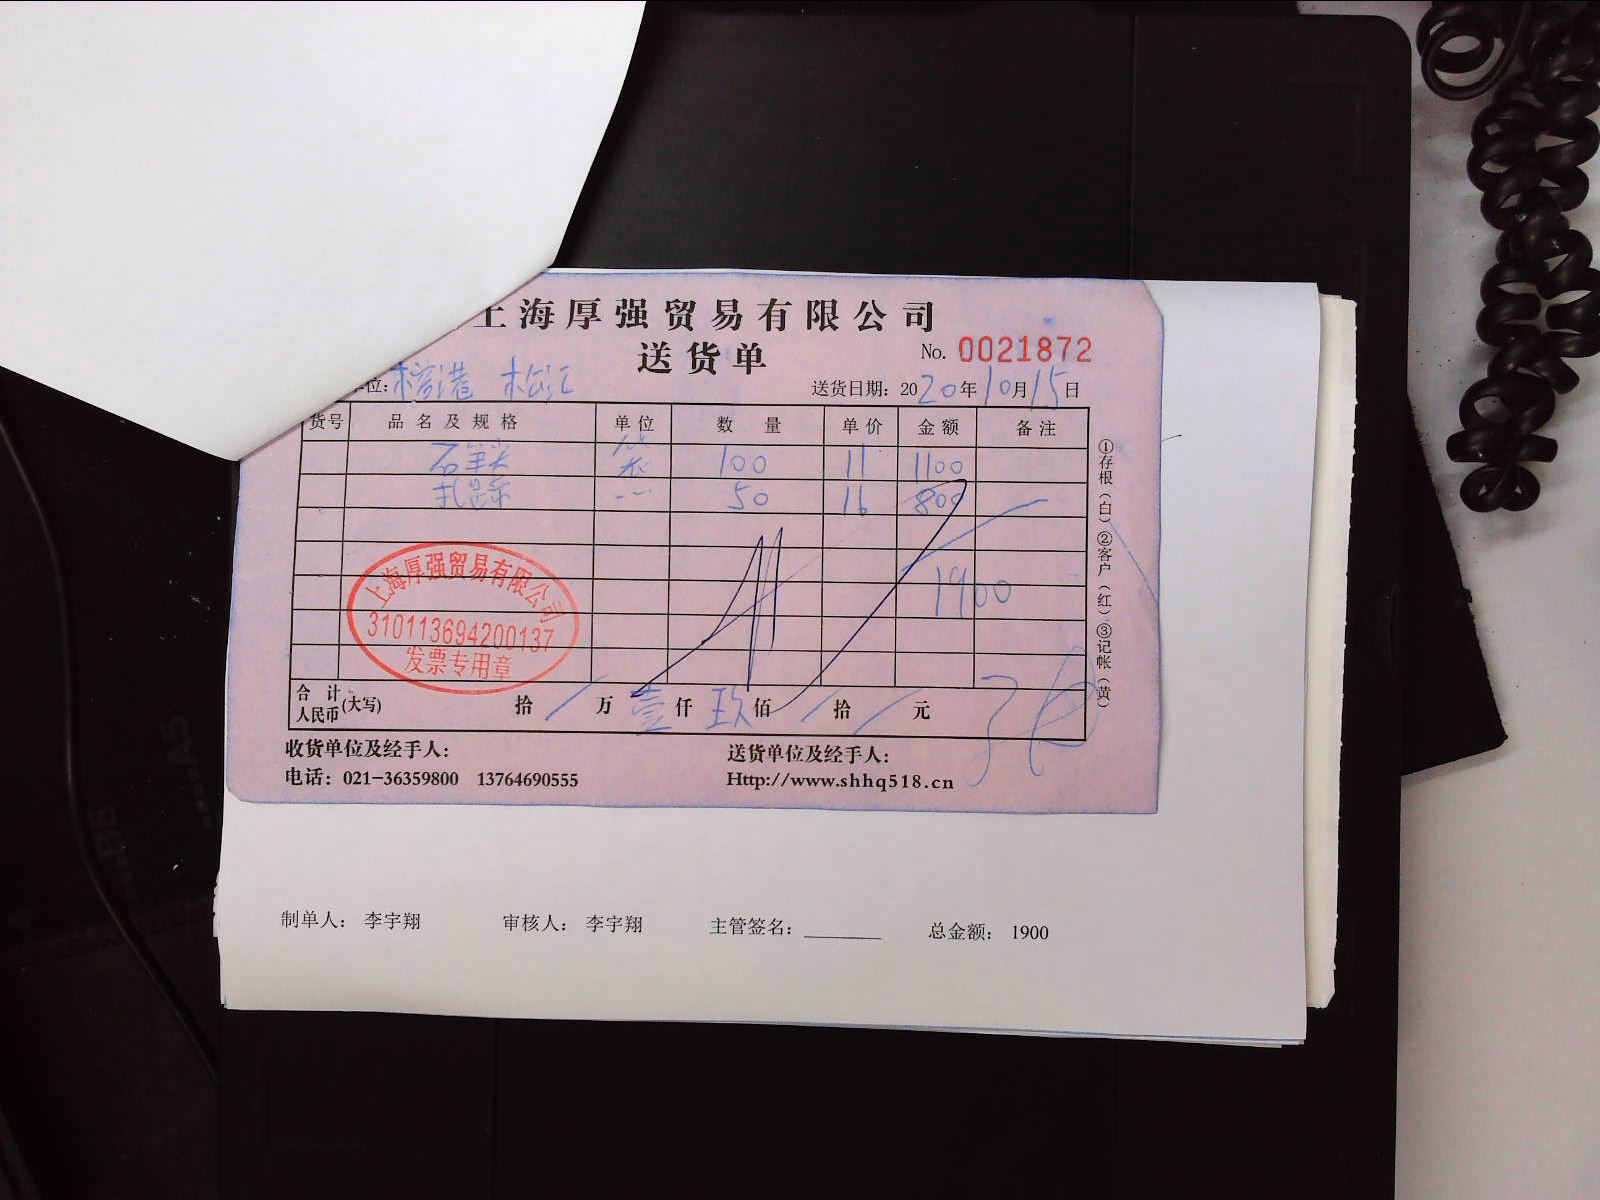 上海厚强贸易有限公司
送货单
No. 0021872
位: 松江
送货日期: 2020年10月15日
货号 品名及规格 单位 数量 单价 金额 备注
100 11 1100
50 16 800
1900
上海厚强贸易有限公司
310113694200137
发票专用章
合计人民币(大写) 拾 / 万 壹 仟 玖 佰 / 拾 / 元
①存根(白)②客户(红)③记帐(黄)
收货单位及经手人: 送货单位及经手人:
电话: 021-36359800 13764690555 Http://www.shhq518.cn
制单人: 李宇翔 审核人: 李宇翔 主管签名: ________ 总金额: 1900